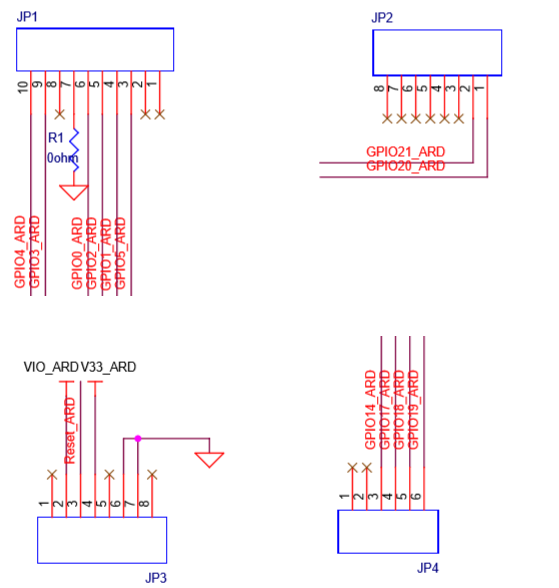 JP1
10 9 8 7 6 5 4 3 2 1
R1
0ohm
GPIO4_ARD
GPIO3_ARD
GPIO0_ARD
GPIO2_ARD
GPIO1_ARD
GPIO5_ARD
JP2
8 7 6 5 4 3 2 1
GPIO21_ARD
GPIO20_ARD
VIO_ARD V33_ARD
Reset_ARD
1 2 3 4 5 6 7 8
JP3
GPIO14_ARD
GPIO17_ARD
GPIO18_ARD
GPIO19_ARD
1 2 3 4 5 6
JP4